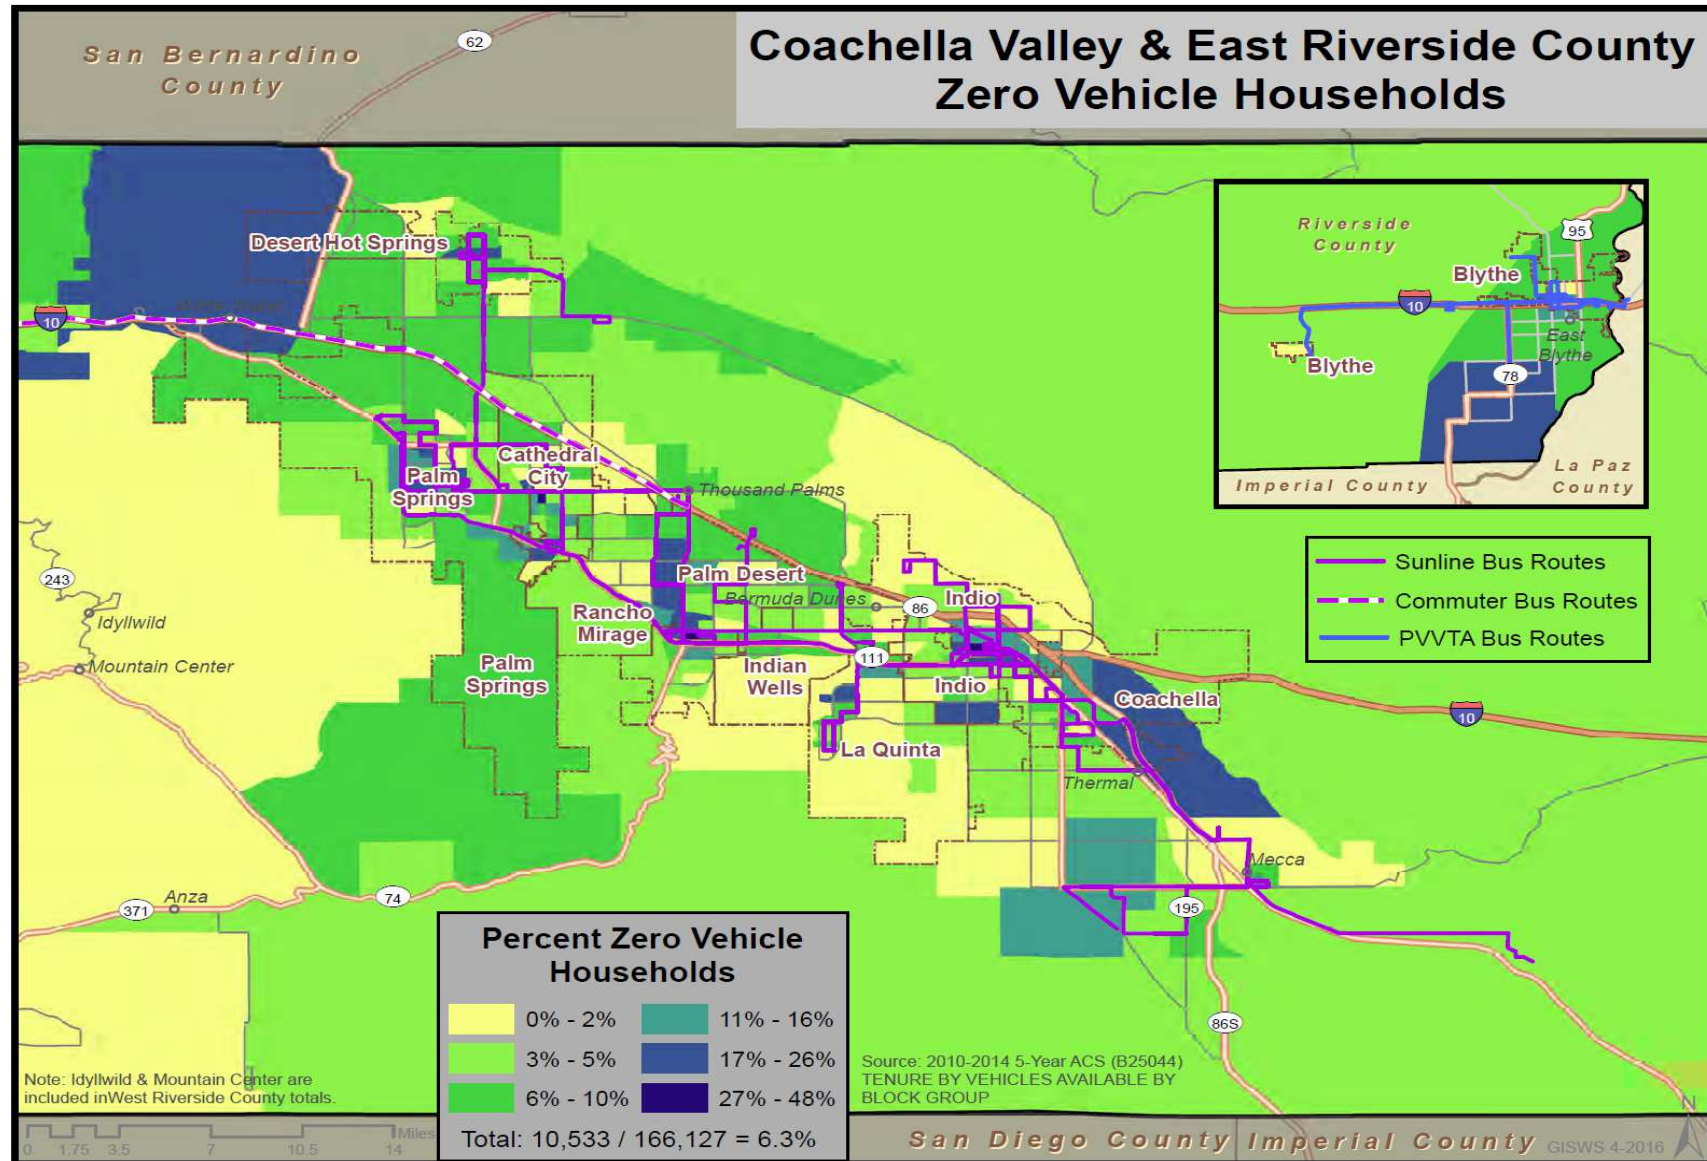 Coachella Valley & East Riverside County
Zero Vehicle Households
San Bernardino
County
62
Desert Hot Springs
10
Cathedral
City
Palm
Springs
Thousand Palms
243
Idyllwild
Mountain Center
Palm Desert
Bermuda Dunes
86
Indio
Rancho
Mirage
Palm
Springs
Indian
Wells
111
Indio
Coachella
10
La Quinta
Thermal
Mecca
Anza
371
74
195
86S
Riverside
County
95
Blythe
10
East
Blythe
Blythe
78
Imperial County
La Paz
County
Sunline Bus Routes
Commuter Bus Routes
PVVTA Bus Routes
Percent Zero Vehicle
Households
0% - 2%
11% - 16%
3% - 5%
17% - 26%
6% - 10%
27% - 48%
Total: 10,533 / 166,127 = 6.3%
Note: Idyllwild & Mountain Center are
included inWest Riverside County totals.
Source: 2010-2014 5-Year ACS (B25044)
TENURE BY VEHICLES AVAILABLE BY
BLOCK GROUP
0 1.75 3.5 7 10.5 14 Miles
San Diego County
Imperial County
GISWS 4-2016
N